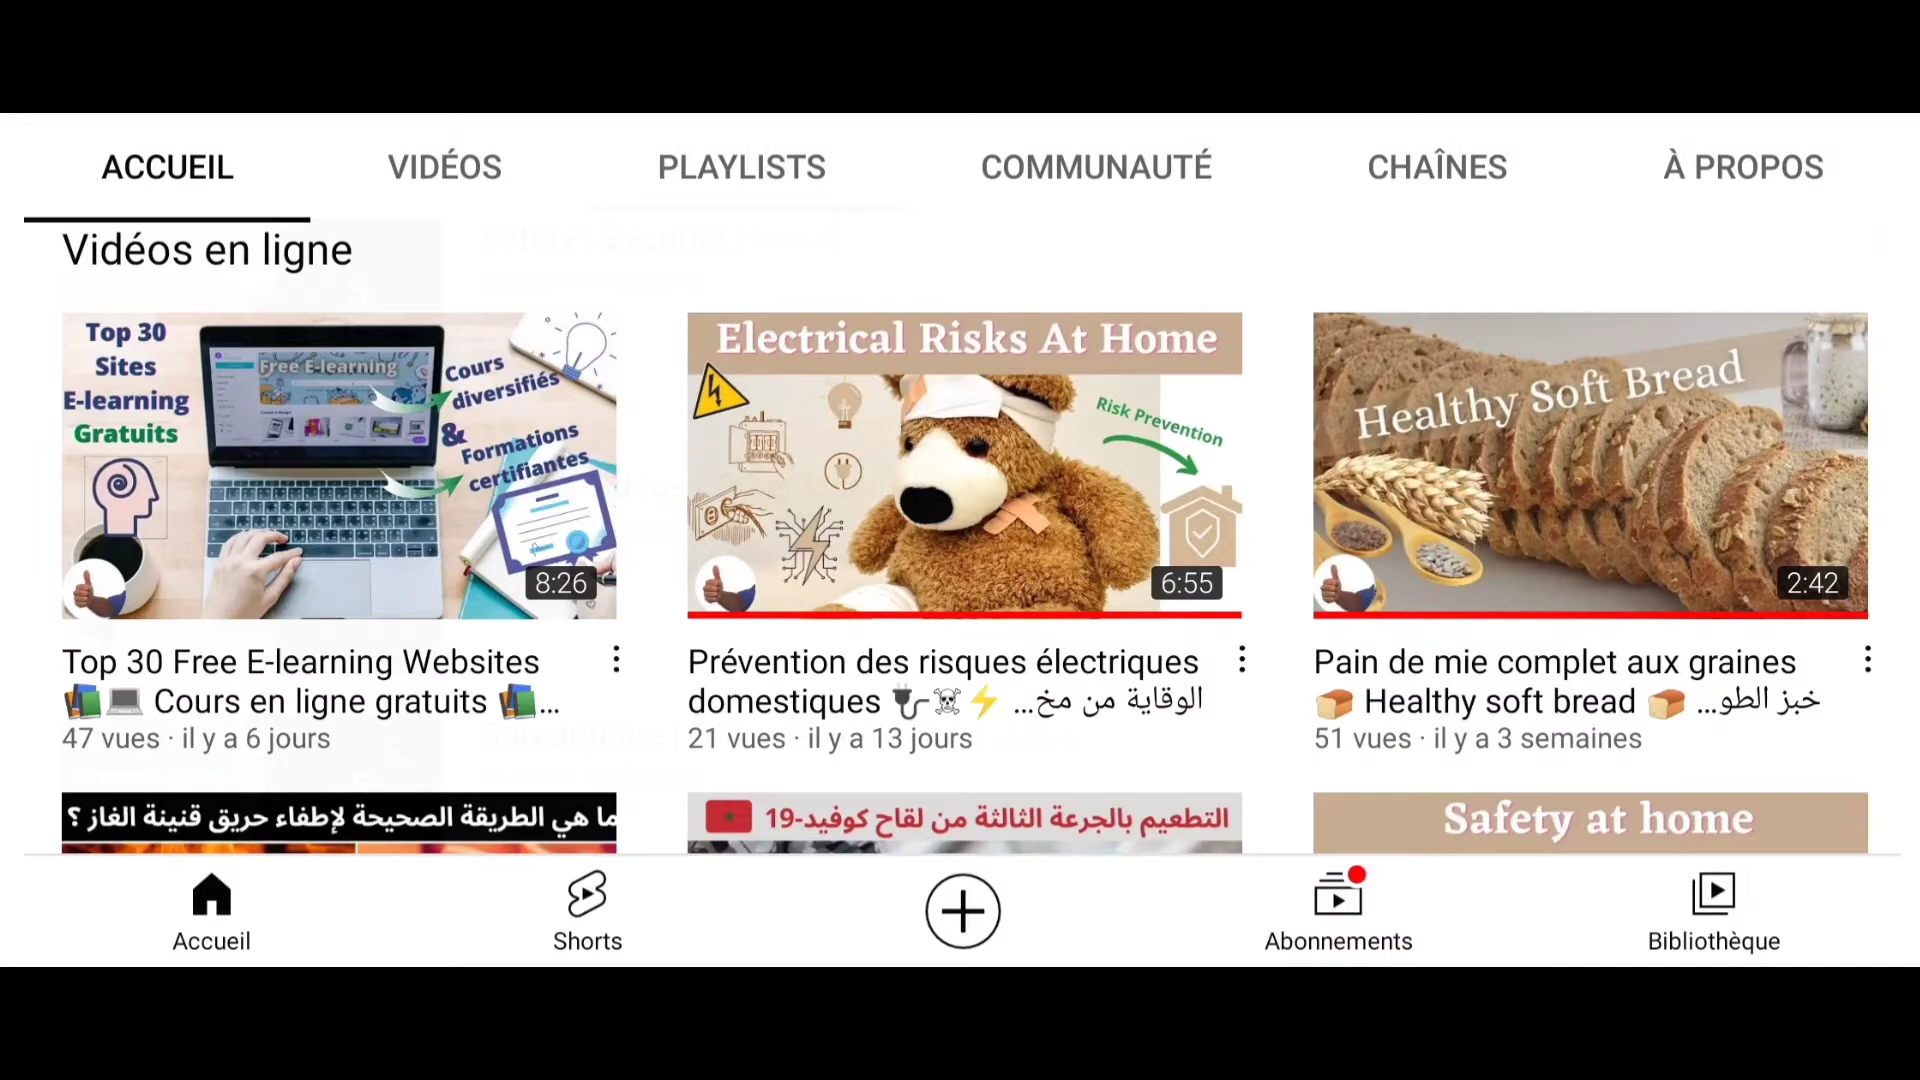 ACCUEIL VIDÉOS PLAYLISTS COMMUNAUTÉ CHAÎNES À PROPOS
Vidéos en ligne
Top 30
Sites
E-learning
Gratuits
Free E-learning
Cours
diversifiés
&
Formations
certifiantes
8:26
Electrical Risks At Home
Risk Prevention
6:55
Healthy Soft Bread
2:42
Top 30 Free E-learning Websites
📚💻 Cours en ligne gratuits 📚...
47 vues · il y a 6 jours
Prévention des risques électriques
domestiques 🔌☠️⚡ الوقاية من مخ...
21 vues · il y a 13 jours
Pain de mie complet aux graines
🍞 Healthy soft bread 🍞 خبز الطو...
51 vues · il y a 3 semaines
ما هي الطريقة الصحيحة لإطفاء حريق قنينة الغاز ؟
التطعيم بالجرعة الثالثة من لقاح كوفيد-19
Safety at home
Accueil Shorts Abonnements Bibliothèque